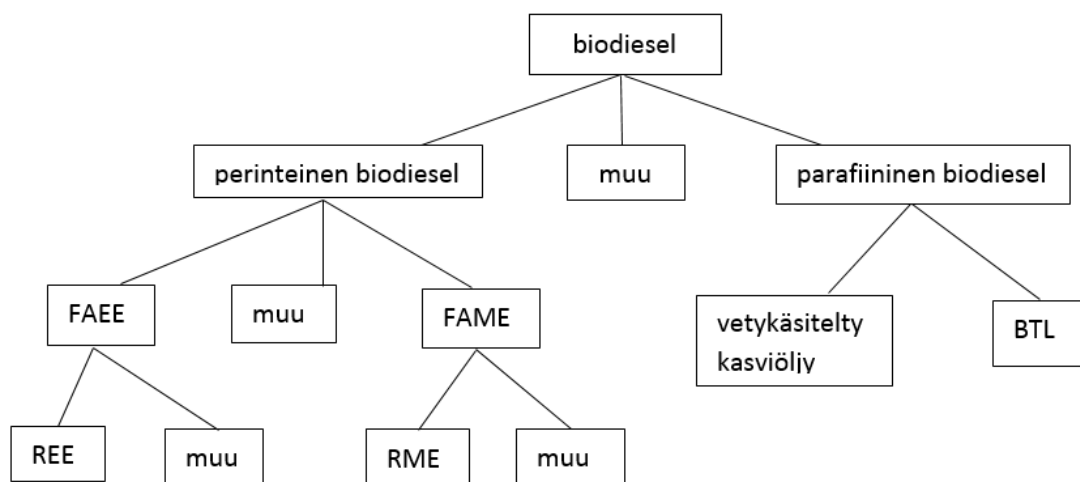 biodiesel
perinteinen biodiesel
muu
parafiininen biodiesel
FAEE
muu
FAME
vetykäsitelty
kasviöljy
BTL
REE
muu
RME
muu